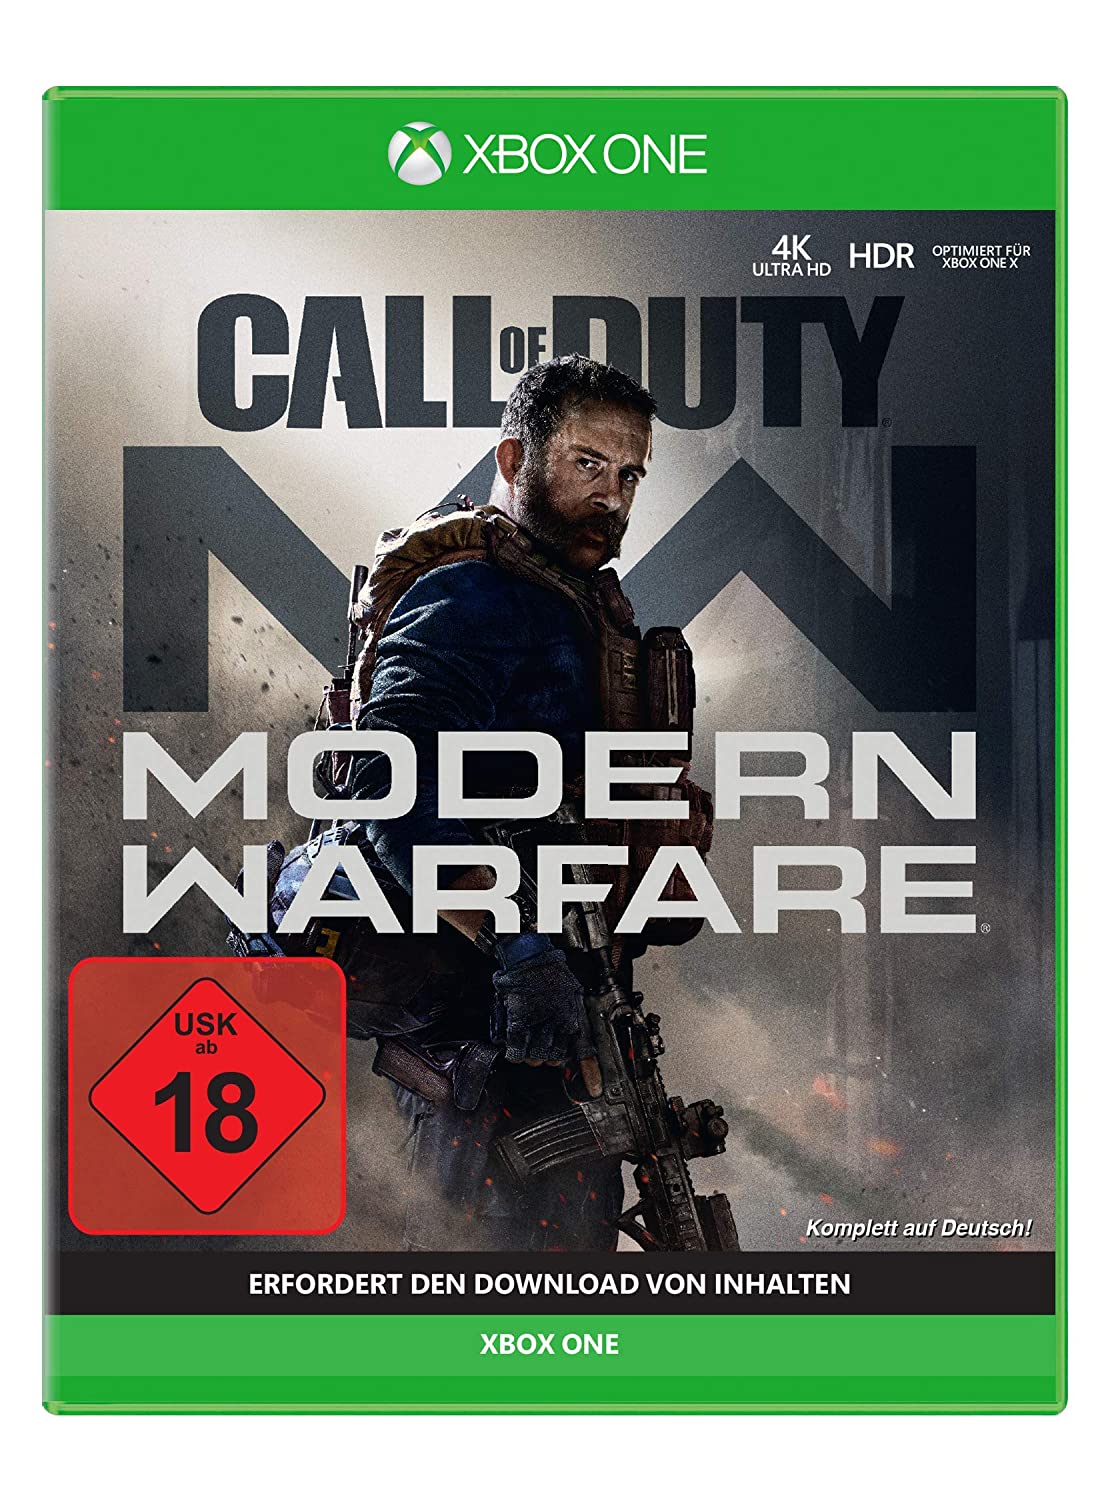 XBOX ONE
4K
ULTRA HD
HDR
OPTIMIERT FÜR
XBOX ONE X
CALL OF DUTY®
MW
MODERN
WARFARE®
USK
ab
18
Komplett auf Deutsch!
ERFORDERT DEN DOWNLOAD VON INHALTEN
XBOX ONE